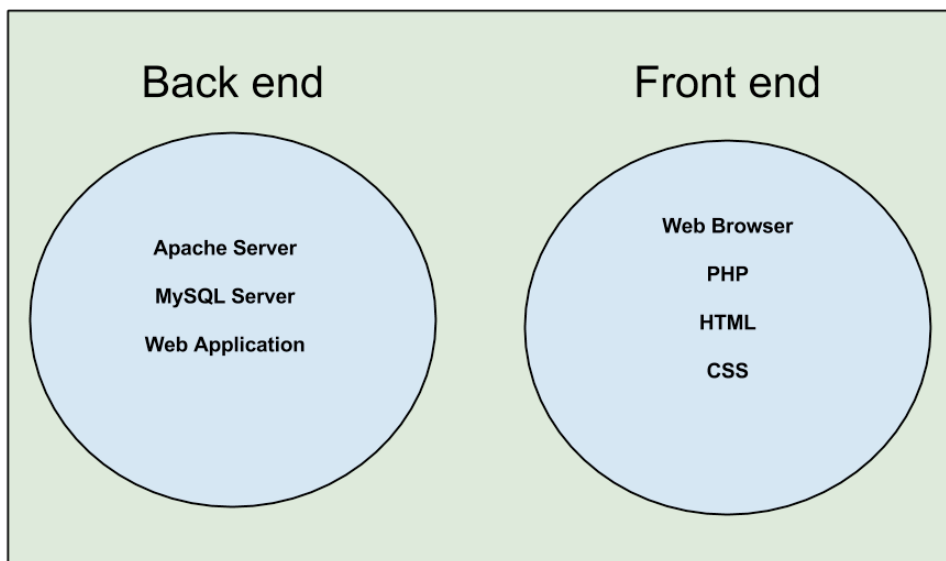 Back end
Apache Server
MySQL Server
Web Application
Front end
Web Browser
PHP
HTML
CSS